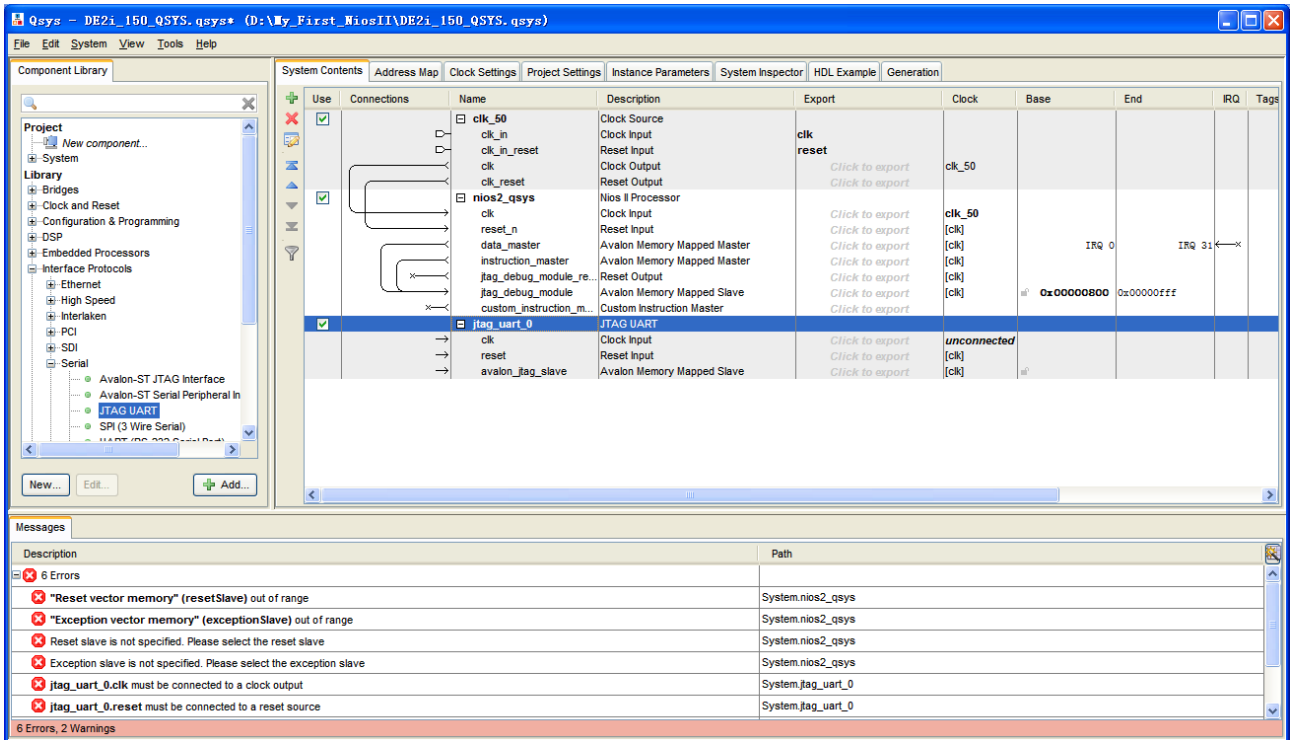 Qsys - DE2i_150_QSYS.qsys* (D:\My_First_NiosII\DE2i_150_QSYS.qsys)
File Edit System View Tools Help
Component Library
Project
New component...
System
Library
Bridges
Clock and Reset
Configuration & Programming
DSP
Embedded Processors
Interface Protocols
Ethernet
High Speed
Interlaken
PCI
SDI
Serial
Avalon-ST JTAG Interface
Avalon-ST Serial Peripheral In
JTAG UART
SPI (3 Wire Serial)
UART (RS-232 Serial Port)
New... Edit... Add...
System Contents Address Map Clock Settings Project Settings Instance Parameters System Inspector HDL Example Generation
Use Connections Name Description Export Clock Base End IRQ Tags
clk_50 Clock Source
clk_in Clock Input clk
clk_in_reset Reset Input reset
clk Clock Output Click to export clk_50
clk_reset Reset Output Click to export
nios2_qsys Nios II Processor
clk Clock Input Click to export clk_50
reset_n Reset Input Click to export [clk]
data_master Avalon Memory Mapped Master Click to export [clk] IRQ 0 IRQ 31
instruction_master Avalon Memory Mapped Master Click to export [clk]
jtag_debug_module_re... Reset Output Click to export [clk]
jtag_debug_module Avalon Memory Mapped Slave Click to export [clk] 0x00000800 0x00000fff
custom_instruction_m... Custom Instruction Master Click to export
jtag_uart_0 JTAG UART
clk Clock Input Click to export unconnected
reset Reset Input Click to export [clk]
avalon_jtag_slave Avalon Memory Mapped Slave Click to export [clk]
Messages
Description Path
6 Errors
"Reset vector memory" (resetSlave) out of range System.nios2_qsys
"Exception vector memory" (exceptionSlave) out of range System.nios2_qsys
Reset slave is not specified. Please select the reset slave System.nios2_qsys
Exception slave is not specified. Please select the exception slave System.nios2_qsys
jtag_uart_0.clk must be connected to a clock output System.jtag_uart_0
jtag_uart_0.reset must be connected to a reset source System.jtag_uart_0
6 Errors, 2 Warnings